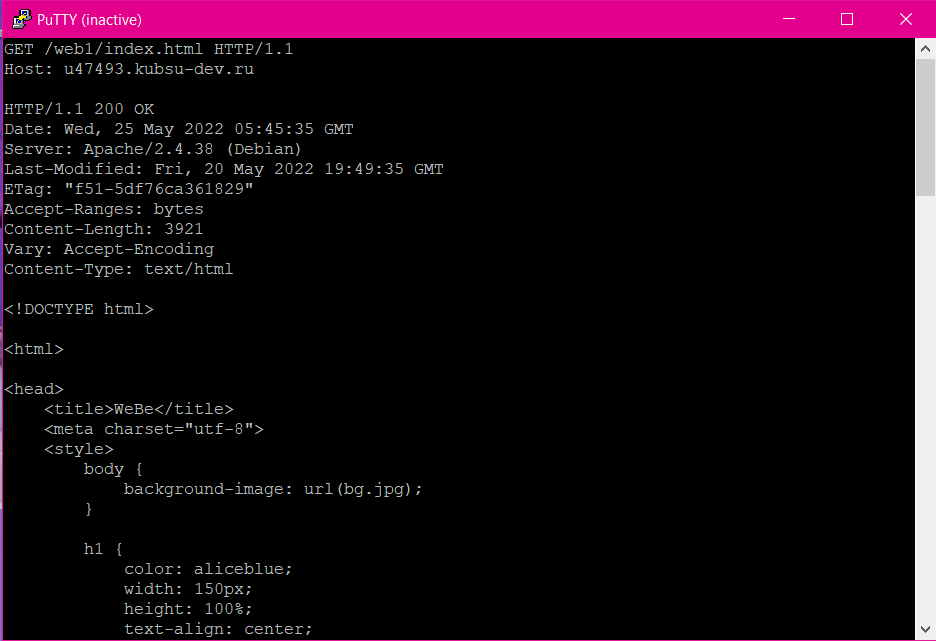 PuTTY (inactive)
GET /web1/index.html HTTP/1.1
Host: u47493.kubsu-dev.ru

HTTP/1.1 200 OK
Date: Wed, 25 May 2022 05:45:35 GMT
Server: Apache/2.4.38 (Debian)
Last-Modified: Fri, 20 May 2022 19:49:35 GMT
ETag: "f51-5df76ca361829"
Accept-Ranges: bytes
Content-Length: 3921
Vary: Accept-Encoding
Content-Type: text/html

<!DOCTYPE html>

<html>

<head>
    <title>WeBe</title>
    <meta charset="utf-8">
    <style>
        body {
            background-image: url(bg.jpg);
        }

        h1 {
            color: aliceblue;
            width: 150px;
            height: 100%;
            text-align: center;